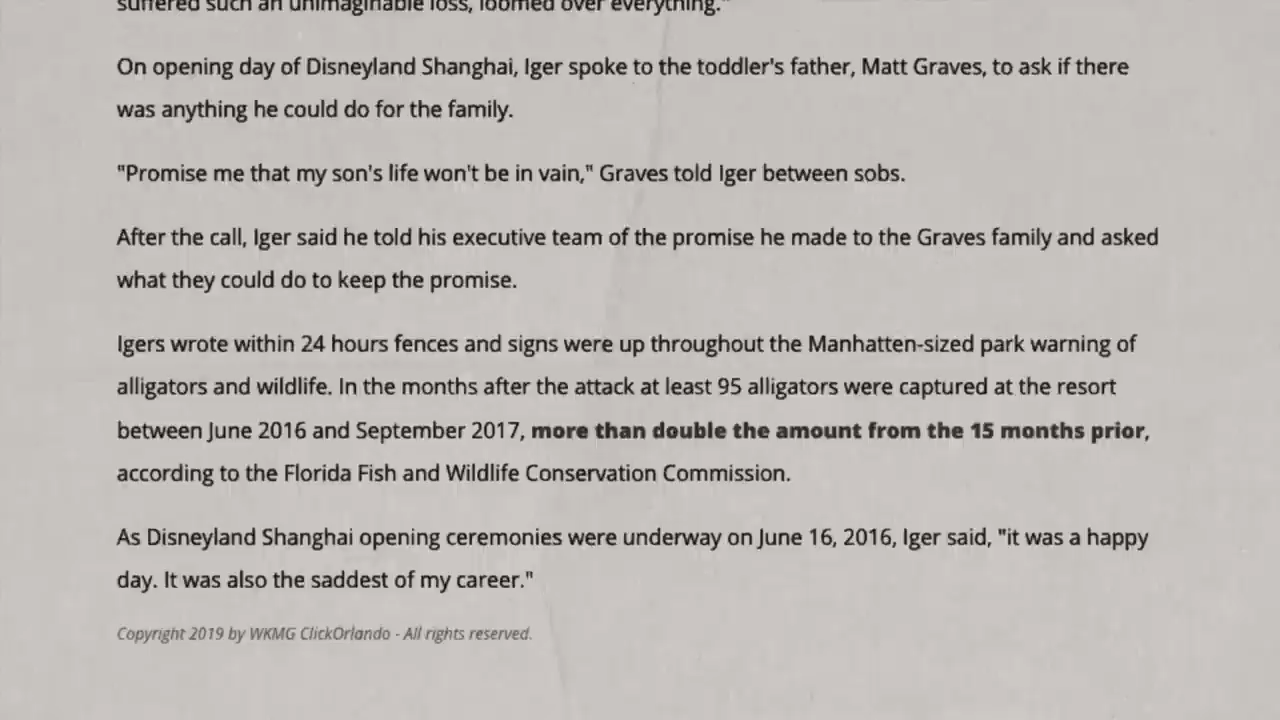 suffered such an unimaginable loss, loomed over everything."
On opening day of Disneyland Shanghai, Iger spoke to the toddler's father, Matt Graves, to ask if there
was anything he could do for the family.
"Promise me that my son's life won't be in vain," Graves told Iger between sobs.
After the call, Iger said he told his executive team of the promise he made to the Graves family and asked
what they could do to keep the promise.
Igers wrote within 24 hours fences and signs were up throughout the Manhatten-sized park warning of
alligators and wildlife. In the months after the attack at least 95 alligators were captured at the resort
between June 2016 and September 2017, more than double the amount from the 15 months prior,
according to the Florida Fish and Wildlife Conservation Commission.
As Disneyland Shanghai opening ceremonies were underway on June 16, 2016, Iger said, "it was a happy
day. It was also the saddest of my career."
Copyright 2019 by WKMG ClickOrlando - All rights reserved.